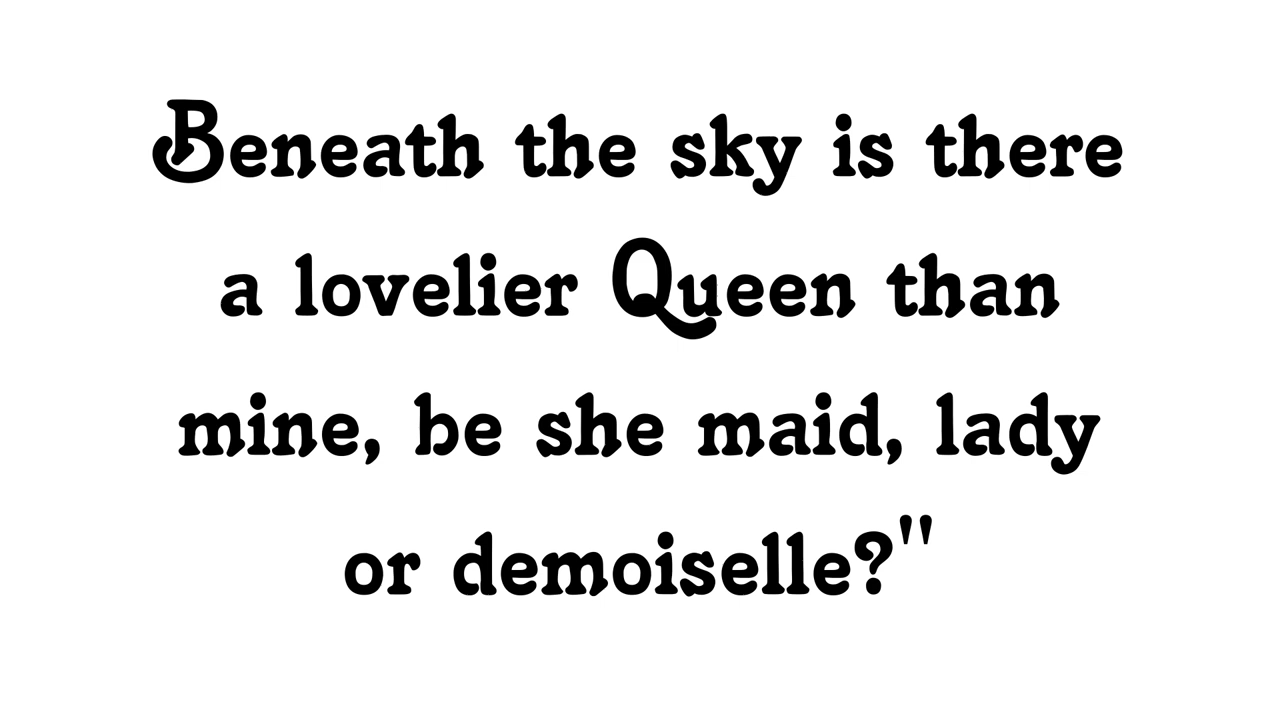 Beneath the sky is there
a lovelier Queen than
mine, be she maid, lady
or demoiselle?"